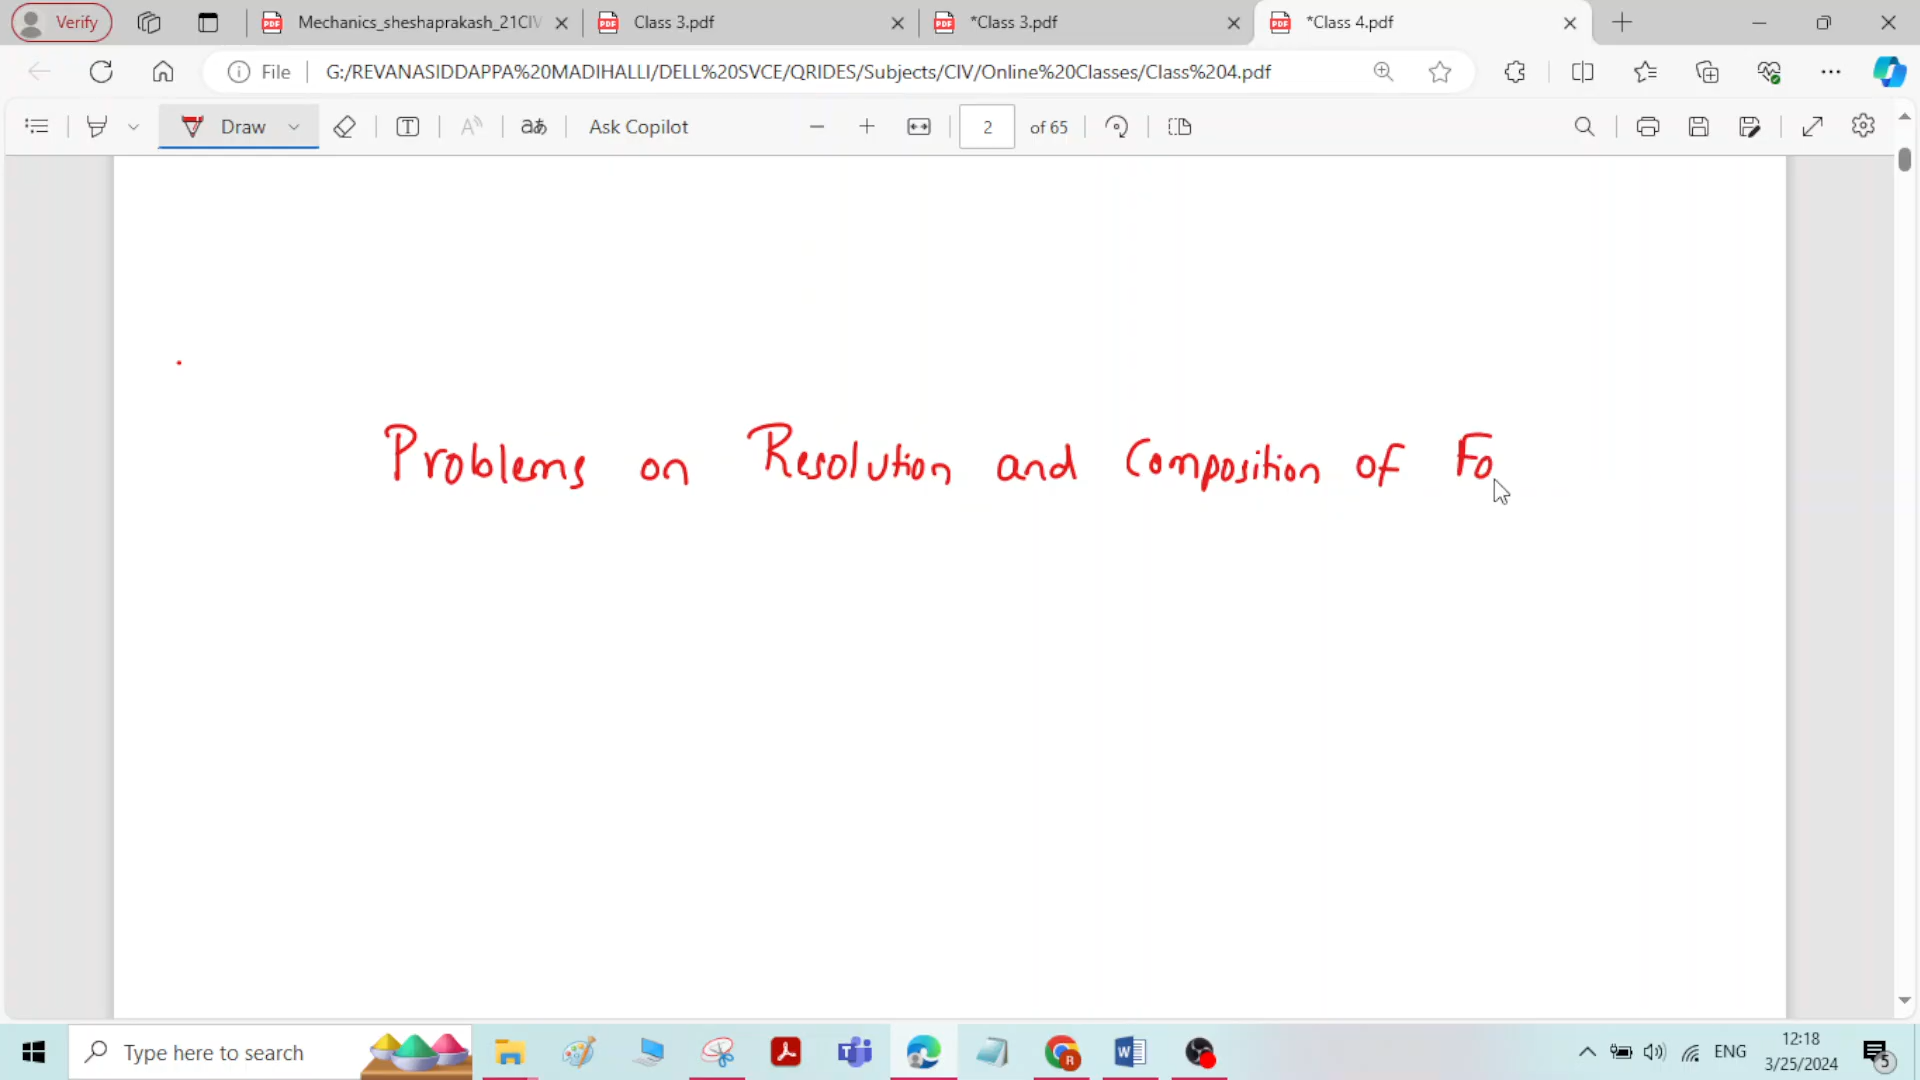 Verify
Mechanics_sheshaprakash_21CIV
Class 3.pdf
*Class 3.pdf
*Class 4.pdf
File
G:/REVANASIDDAPPA%20MADIHALLI/DELL%20SVCE/QRIDES/Subjects/CIV/Online%20Classes/Class%204.pdf
Draw
Ask Copilot
2 of 65
Problems on Resolution and Composition of Fo
Type here to search
ENG
12:18
3/25/2024
5